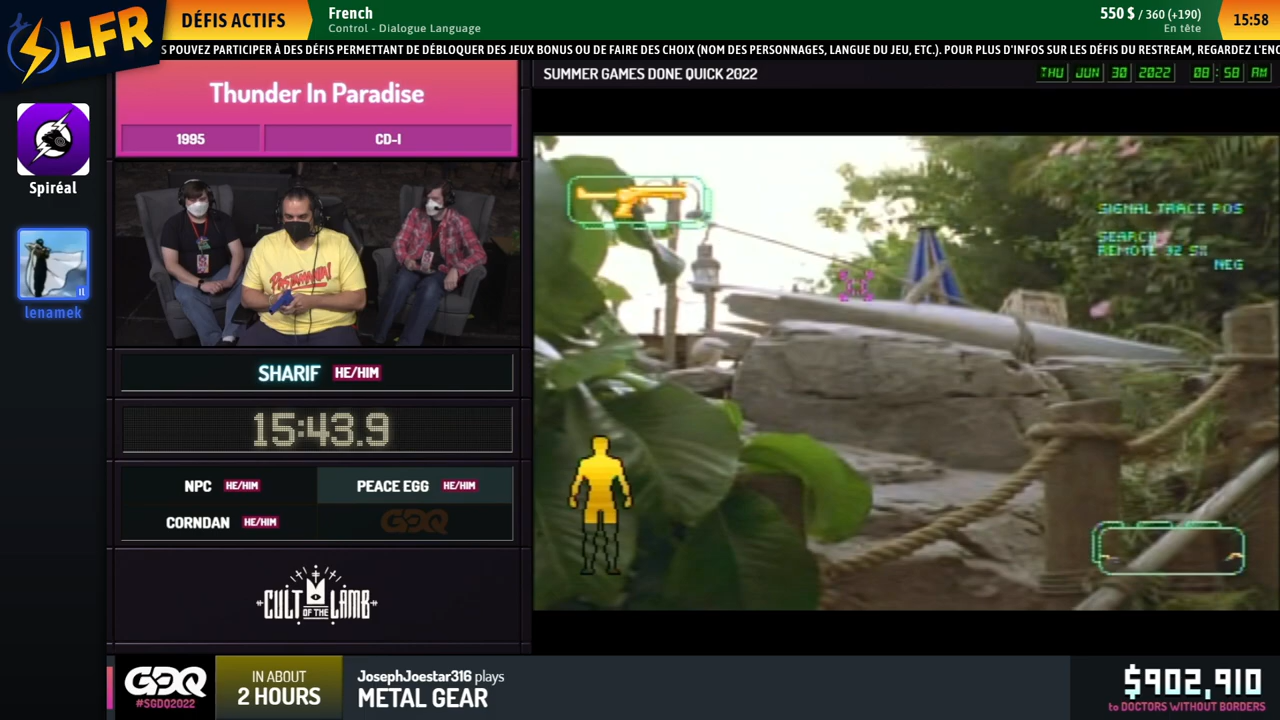 LFR
DÉFIS ACTIFS
French
Control - Dialogue Language
550 $ / 360 (+190)
En tête
15:58
POUVEZ PARTICIPER À DES DÉFIS PERMETTANT DE DÉBLOQUER DES JEUX BONUS OU DE FAIRE DES CHOIX (NOM DES PERSONNAGES, LANGUE DU JEU, ETC.). POUR PLUS D'INFOS SUR LES DÉFIS DU RESTREAM, REGARDEZ
Spiréal
lenamek
Thunder In Paradise
1995
CD-I
SUMMER GAMES DONE QUICK 2022
THU JUN 30 2022 08:58 AM
SIGNAL TRACE POS
SEARCH
REMOTE 32 SX
NEG
SHARIF HE/HIM
15:43.9
NPC HE/HIM
PEACE EGG HE/HIM
CORNDAN HE/HIM
GDQ
CULT OF THE LAMB
GDQ
#SGDQ2022
IN ABOUT
2 HOURS
JosephJoestar316 plays
METAL GEAR
$902,910
to DOCTORS WITHOUT BORDERS